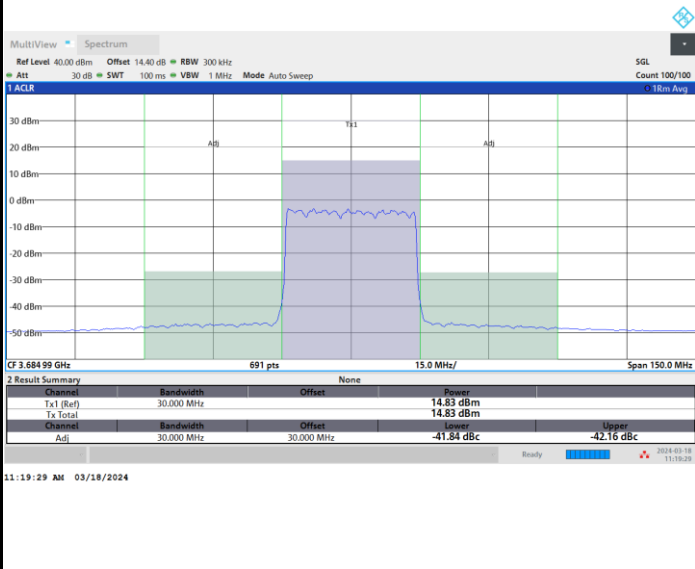 MultiView Spectrum
Ref Level 40.00 dBm Offset 14.40 dB RBW 300 kHz SGL
Att 30 dB SWT 100 ms VBW 1 MHz Mode Auto Sweep Count 100/100
1 ACLR 1Rm Avg
30 dBm
Tx1
20 dBm
Adj Adj
10 dBm
0 dBm
-10 dBm
-20 dBm
-30 dBm
-40 dBm
-50 dBm
CF 3.684 99 GHz 691 pts 15.0 MHz/ Span 150.0 MHz
2 Result Summary None
Channel Bandwidth Offset Power
Tx1 (Ref) 30.000 MHz 14.83 dBm
Tx Total 14.83 dBm
Channel Bandwidth Offset Lower Upper
Adj 30.000 MHz 30.000 MHz -41.84 dBc -42.16 dBc
Ready 2024-03-18
11:19:29
11:19:29 AM 03/18/2024